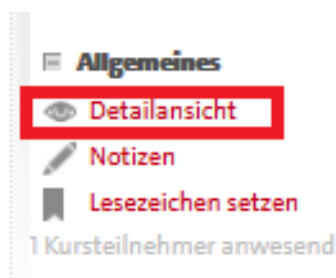 Allgemeines
Detailansicht
Notizen
Lesezeichen setzen
1 Kursteilnehmer anwesend